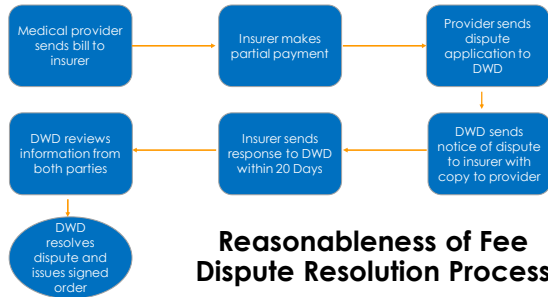 Medical provider
sends bill to
insurer
Insurer makes
partial payment
Provider sends
dispute
application to
DWD
DWD sends
notice of dispute
to insurer with
copy to provider
Insurer sends
response to DWD
within 20 Days
DWD reviews
information from
both parties
DWD
resolves
dispute and
issues signed
order
Reasonableness of Fee
Dispute Resolution Process